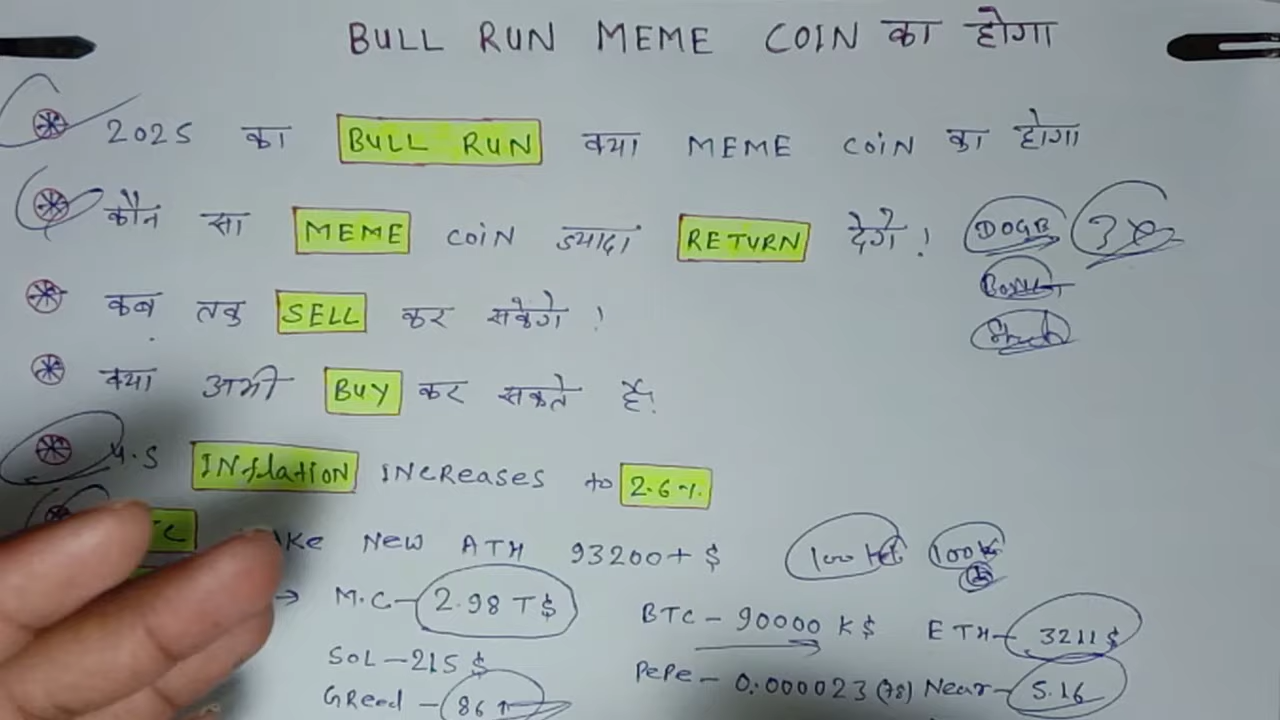 BULL RUN MEME COIN का होगा
2025 का BULL RUN क्या MEME COiN का होगा
कौन सा MEME COiN ज्यादा RETURN देगे !
कब तक SELL कर सकेगे !
क्या अभी BUY कर सकते हैं!
U.S INflatioN INCReases to 2.6%
New ATH 93200+ $ 100K$ 100K
→ M.C – 2.98 T$ BTC – 90000 K$ ETH – 3211$
SOL – 215 $ PePe – 0.000023 (78) Near – 5.16
GReed – 86↑